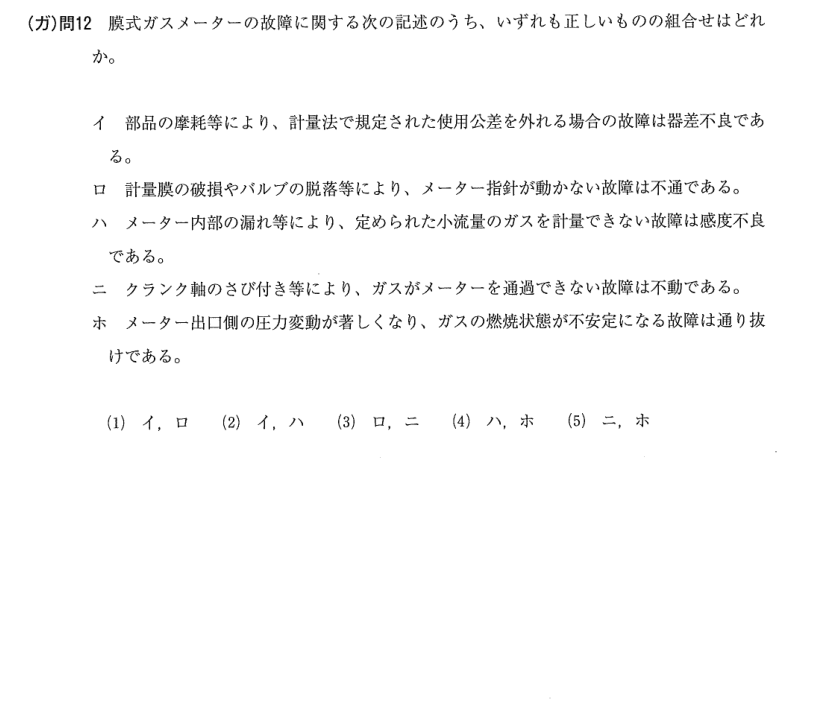 (ガ)問12 膜式ガスメーターの故障に関する次の記述のうち、いずれも正しいものの組合せはどれ
か。
イ 部品の摩耗等により、計量法で規定された使用公差を外れる場合の故障は器差不良であ
る。
ロ 計量膜の破損やバルブの脱落等により、メーター指針が動かない故障は不通である。
ハ メーター内部の漏れ等により、定められた小流量のガスを計量できない故障は感度不良
である。
ニ クランク軸のさび付き等により、ガスがメーターを通過できない故障は不動である。
ホ メーター出口側の圧力変動が著しくなり、ガスの燃焼状態が不安定になる故障は通り抜
けである。
(1) イ, ロ (2) イ, ハ (3) ロ, ニ (4) ハ, ホ (5) ニ, ホ